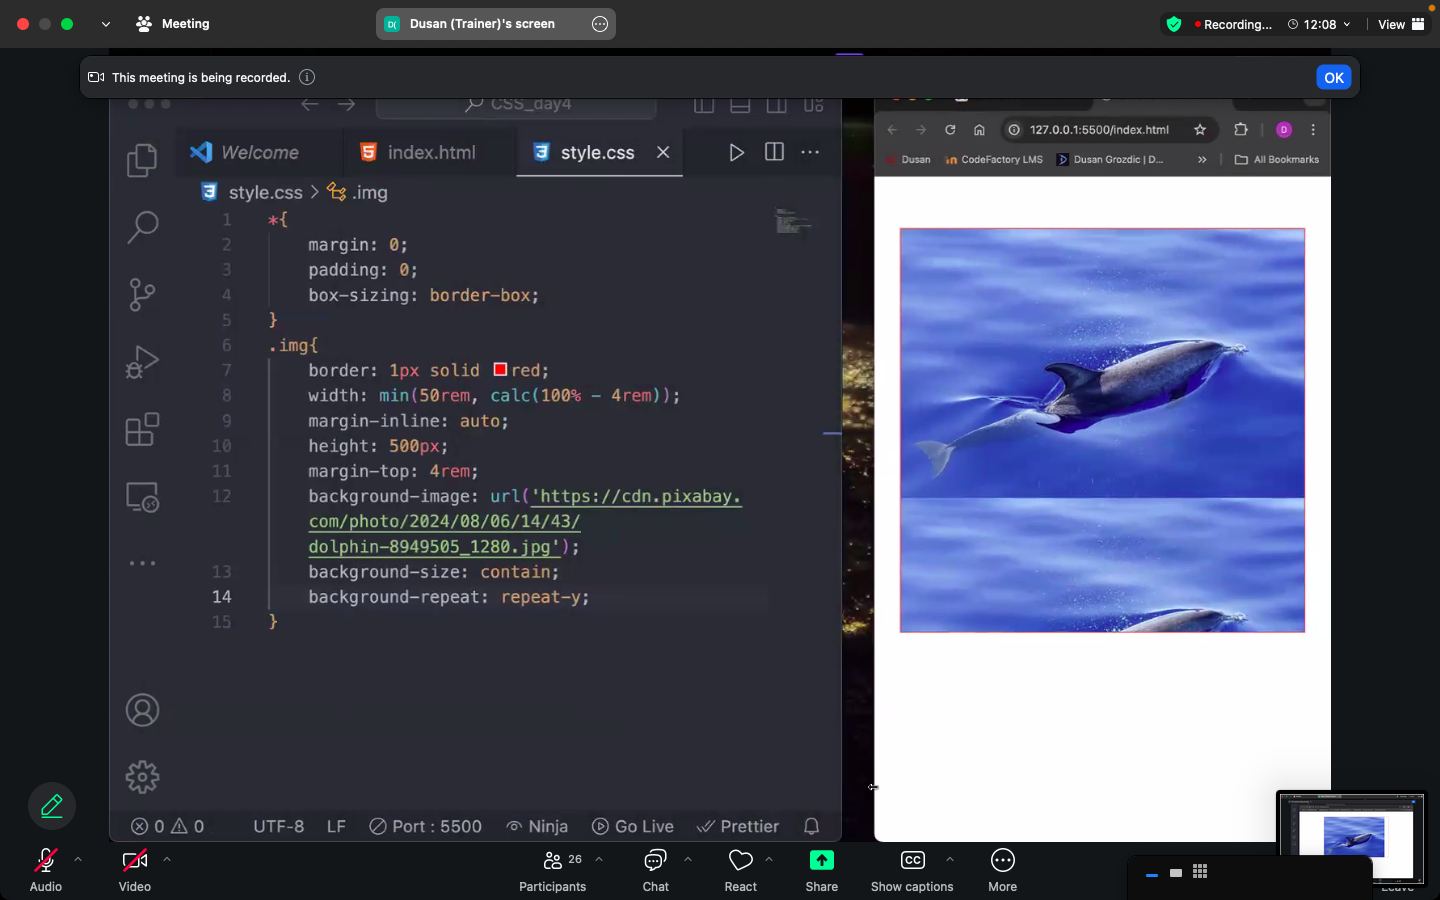 Meeting
D( Dusan (Trainer)'s screen
Recording...
12:08
View
This meeting is being recorded.
OK
CSS_day4
Welcome
index.html
style.css
style.css > .img
1 *{
2 margin: 0;
3 padding: 0;
4 box-sizing: border-box;
5 }
6 .img{
7 border: 1px solid red;
8 width: min(50rem, calc(100% - 4rem));
9 margin-inline: auto;
10 height: 500px;
11 margin-top: 4rem;
12 background-image: url('https://cdn.pixabay.
com/photo/2024/08/06/14/43/
dolphin-8949505_1280.jpg');
13 background-size: contain;
14 background-repeat: repeat-y;
15 }
0 0 UTF-8 LF Port : 5500 Ninja Go Live Prettier
127.0.0.1:5500/index.html
D
Dusan
CodeFactory LMS
Dusan Grozdic | D...
All Bookmarks
Audio
Video
Participants
26
Chat
React
Share
CC
Show captions
More
Leave